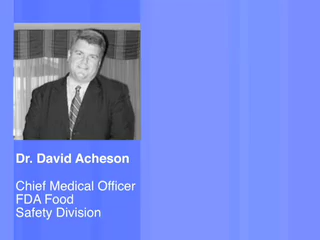 Dr. David Acheson
Chief Medical Officer
FDA Food
Safety Division